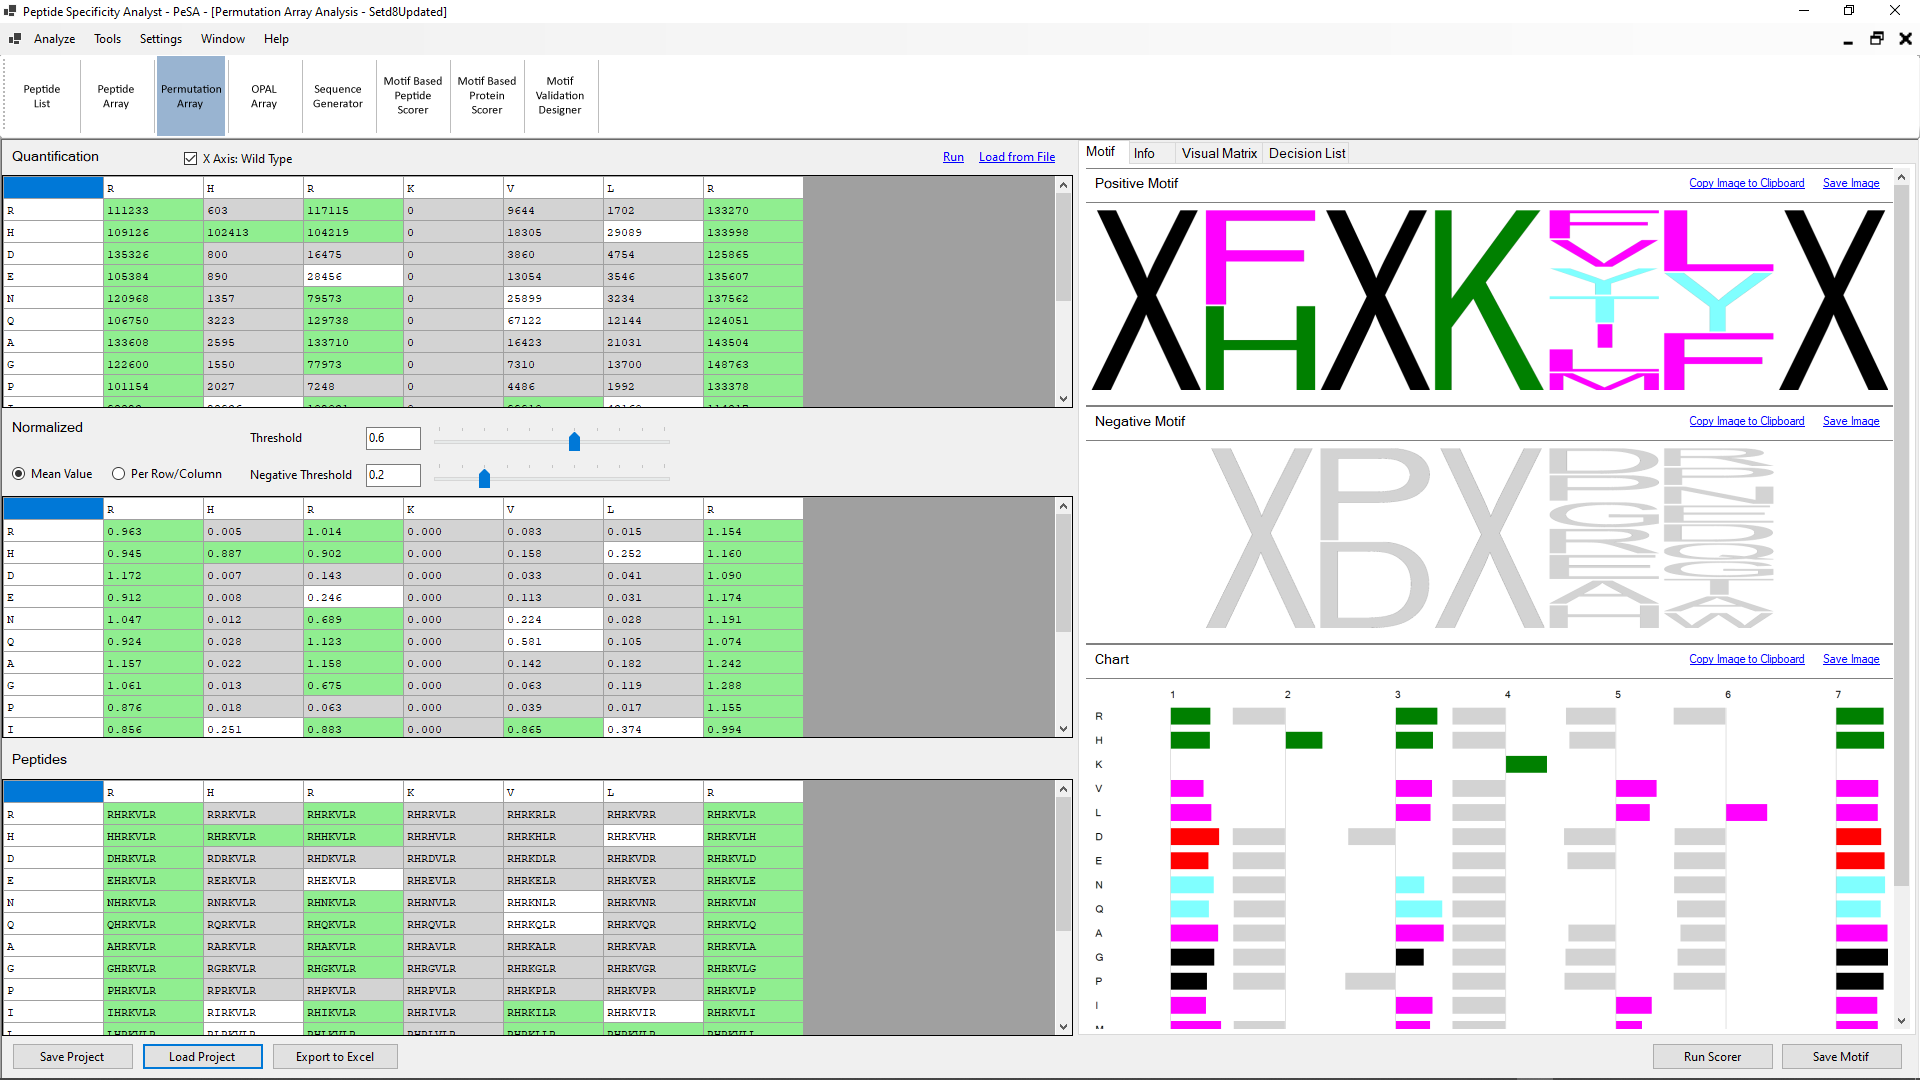 Peptide Specificity Analyst - PeSA - [Permutation Array Analysis - Setd8Updated]
Analyze Tools Settings Window Help
Peptide List
Peptide Array
Permutation Array
OPAL Array
Sequence Generator
Motif Based Peptide Scorer
Motif Based Protein Scorer
Motif Validation Designer
Quantification X Axis: Wild Type Run Load from File
R H R K V L R
R 111233 603 117115 0 9644 1702 133270
H 109126 102413 104219 0 18305 29089 133998
D 135326 800 16475 0 3860 4754 125865
E 105384 890 28456 0 13054 3546 135607
N 120968 1357 79573 0 25899 3234 137562
Q 106750 3223 129738 0 67122 12144 124051
A 133608 2595 133710 0 16423 21031 143504
G 122600 1550 77973 0 7310 13700 148763
P 101154 2027 7248 0 4486 1992 133378
Normalized
Threshold 0.6
Mean Value Per Row/Column Negative Threshold 0.2
R H R K V L R
R 0.963 0.005 1.014 0.000 0.083 0.015 1.154
H 0.945 0.887 0.902 0.000 0.158 0.252 1.160
D 1.172 0.007 0.143 0.000 0.033 0.041 1.090
E 0.912 0.008 0.246 0.000 0.113 0.031 1.174
N 1.047 0.012 0.689 0.000 0.224 0.028 1.191
Q 0.924 0.028 1.123 0.000 0.581 0.105 1.074
A 1.157 0.022 1.158 0.000 0.142 0.182 1.242
G 1.061 0.013 0.675 0.000 0.063 0.119 1.288
P 0.876 0.018 0.063 0.000 0.039 0.017 1.155
I 0.856 0.251 0.883 0.000 0.865 0.374 0.994
Peptides
R H R K V L R
R RHRKVLR RRRKVLR RHRKVLR RHRRVLR RHRKRLR RHRKVRR RHRKVLR
H HHRKVLR RHRKVLR RHHKVLR RHRHVLR RHRKHLR RHRKVHR RHRKVLH
D DHRKVLR RDRKVLR RHDKVLR RHRDVLR RHRKDLR RHRKVDR RHRKVLD
E EHRKVLR RERKVLR RHEKVLR RHREVLR RHRKELR RHRKVER RHRKVLE
N NHRKVLR RNRKVLR RHNKVLR RHRNVLR RHRKNLR RHRKVNR RHRKVLN
Q QHRKVLR RQRKVLR RHQKVLR RHRQVLR RHRKQLR RHRKVQR RHRKVLQ
A AHRKVLR RARKVLR RHAKVLR RHRAVLR RHRKALR RHRKVAR RHRKVLA
G GHRKVLR RGRKVLR RHGKVLR RHRGVLR RHRKGLR RHRKVGR RHRKVLG
P PHRKVLR RPRKVLR RHPKVLR RHRPVLR RHRKPLR RHRKVPR RHRKVLP
I IHRKVLR RIRKVLR RHIKVLR RHRIVLR RHRKILR RHRKVIR RHRKVLI
Save Project Load Project Export to Excel
Motif Info Visual Matrix Decision List
Positive Motif Copy Image to Clipboard Save Image
X F H X K F V Y T I L M L Y F X
Negative Motif Copy Image to Clipboard Save Image
X P D X D P G R E A H R P N E D Q G T A
Chart Copy Image to Clipboard Save Image
1 2 3 4 5 6 7
R
H
K
V
L
D
E
N
Q
A
G
P
I
M
Run Scorer Save Motif